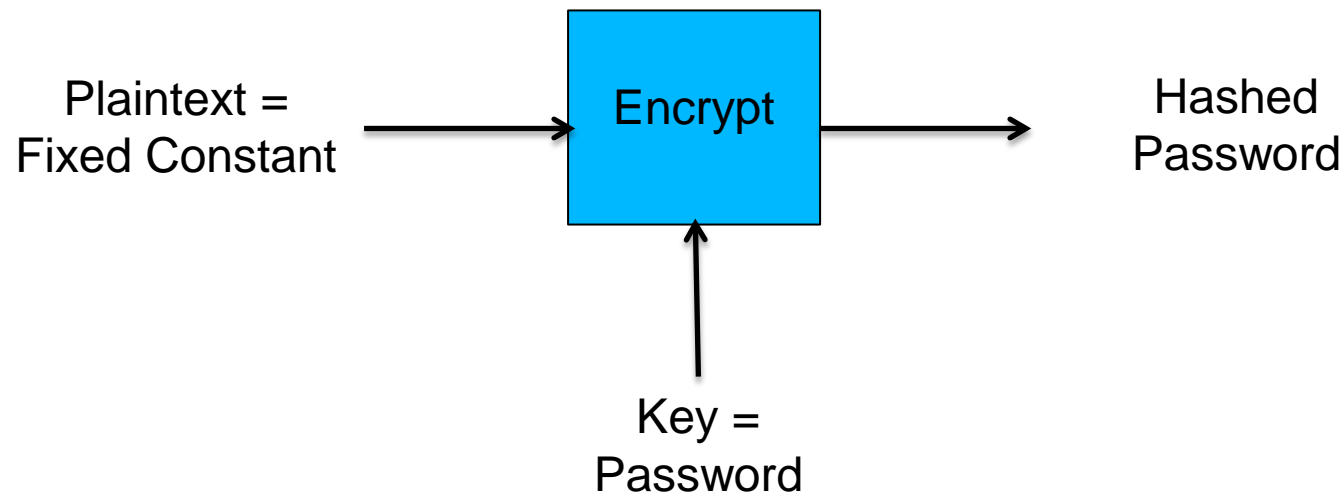 Plaintext =
Fixed Constant
Encrypt
Hashed
Password
Key =
Password